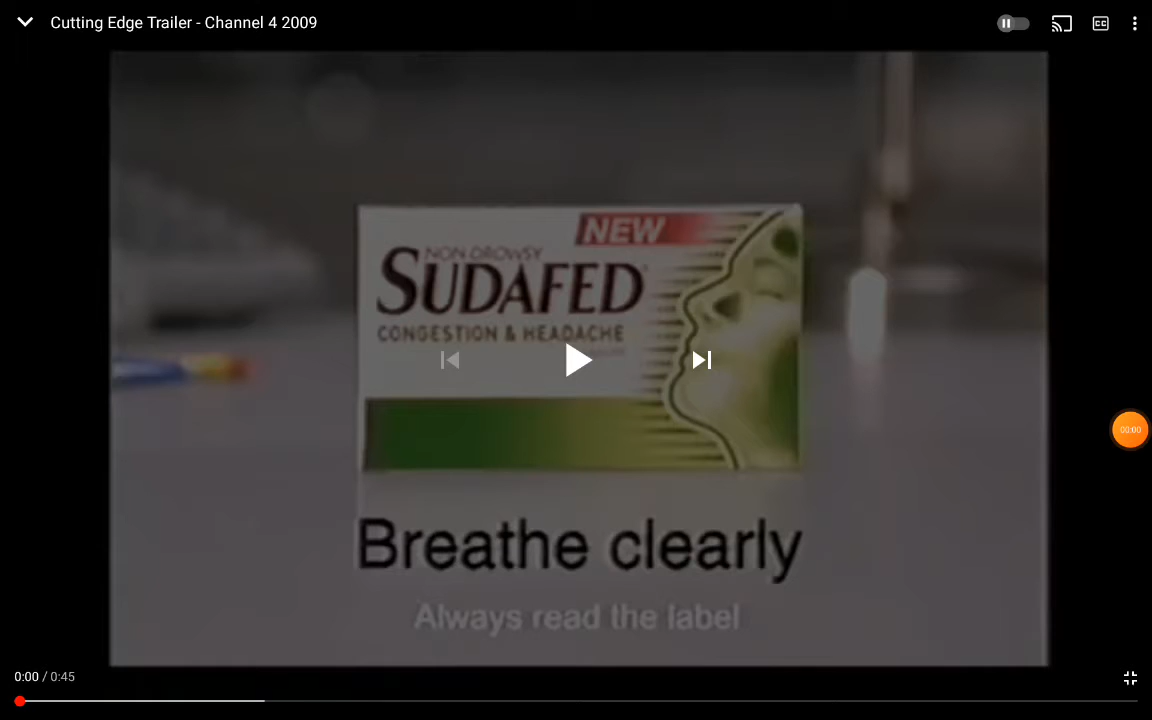 Cutting Edge Trailer - Channel 4 2009
CC
NEW
NON-DROWSY
SUDAFED
CONGESTION & HEADACHE
Breathe clearly
Always read the label
00:00
0:00 / 0:45